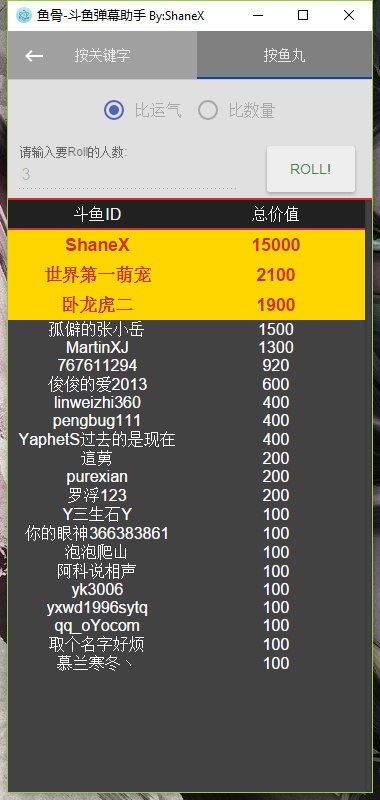 鱼骨-斗鱼弹幕助手 By:ShaneX
按关键字 按鱼丸
比运气 比数量
请输入要Roll的人数:
3
ROLL!
斗鱼ID 总价值
ShaneX 15000
世界第一萌宠 2100
卧龙虎二 1900
孤僻的张小岳 1500
MartinXJ 1300
767611294 920
俊俊的爱2013 600
linweizhi360 400
pengbug111 400
YaphetS过去的是现在 400
這莮 200
purexian 200
罗浮123 200
Y三生石Y 100
你的眼神366383861 100
泡泡爬山 100
阿科说相声 100
yk3006 100
yxwd1996sytq 100
qq_oYocom 100
取个名字好烦 100
慕兰寒冬丶 100